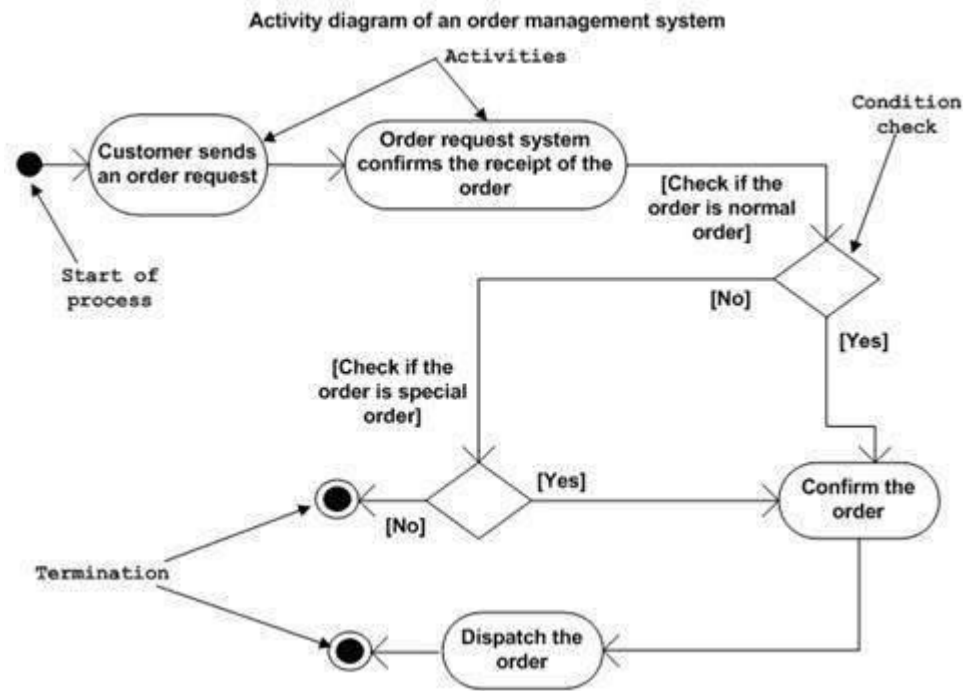 Activity diagram of an order management system
Activities
Condition
check
Customer sends
an order request
Order request system
confirms the receipt of the
order
[Check if the
order is normal
order]
Start of
process
[No]
[Yes]
[Check if the
order is special
order]
[Yes]
[No]
Confirm the
order
Termination
Dispatch the
order